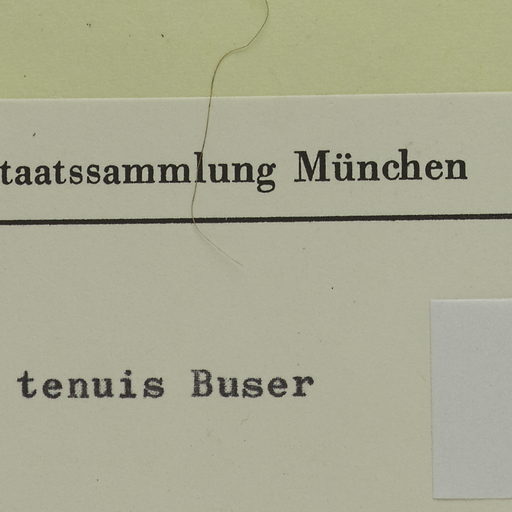 taatssammlung München
tenuis Buser